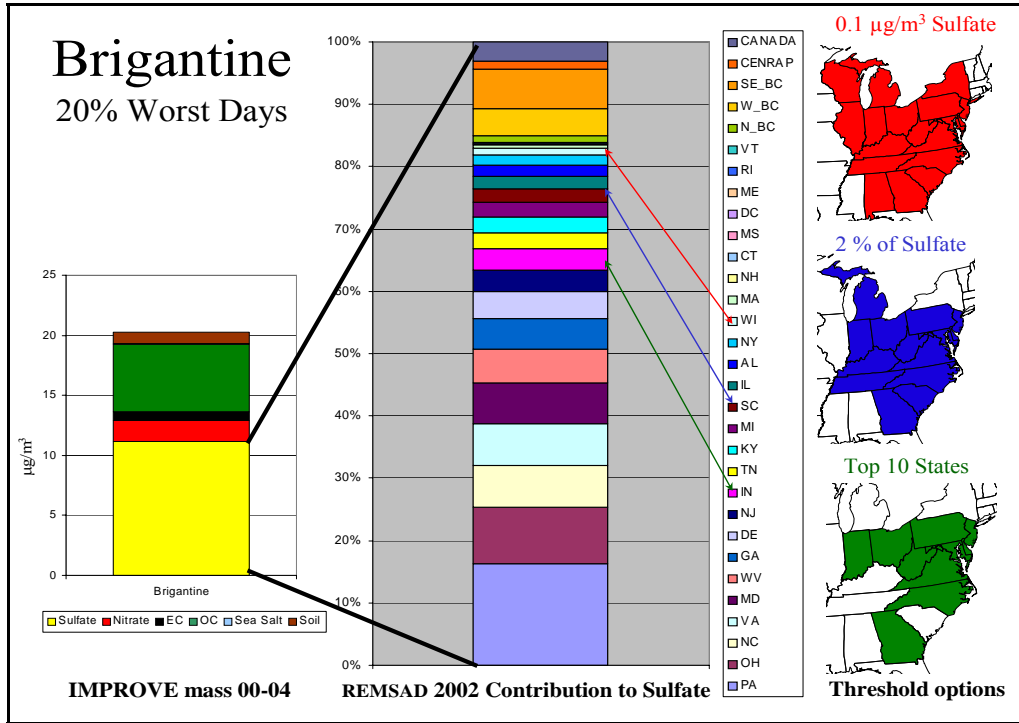 Brigantine
20% Worst Days
25
20
15
10
5
0
µg/m³
Brigantine
Sulfate Nitrate EC OC Sea Salt Soil
IMPROVE mass 00-04
100%
90%
80%
70%
60%
50%
40%
30%
20%
10%
0%
REMSAD 2002 Contribution to Sulfate
CANADA
CENRAP
SE_BC
W_BC
N_BC
VT
RI
ME
DC
MS
CT
NH
MA
WI
NY
AL
IL
SC
MI
KY
TN
IN
NJ
DE
GA
WV
MD
VA
NC
OH
PA
0.1 µg/m³ Sulfate
2 % of Sulfate
Top 10 States
Threshold options